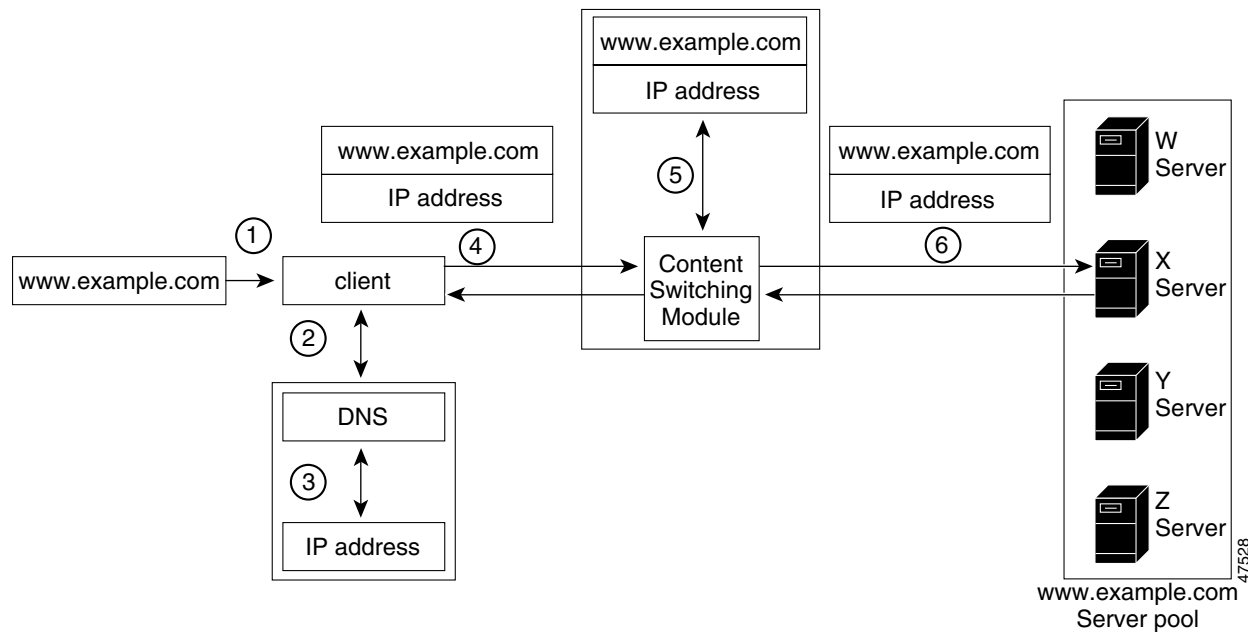 www.example.com
IP address
www.example.com
IP address
www.example.com
IP address
1
4
5
6
www.example.com
client
Content
Switching
Module
2
DNS
3
IP address
W
Server
X
Server
Y
Server
Z
Server
47528
www.example.com
Server pool